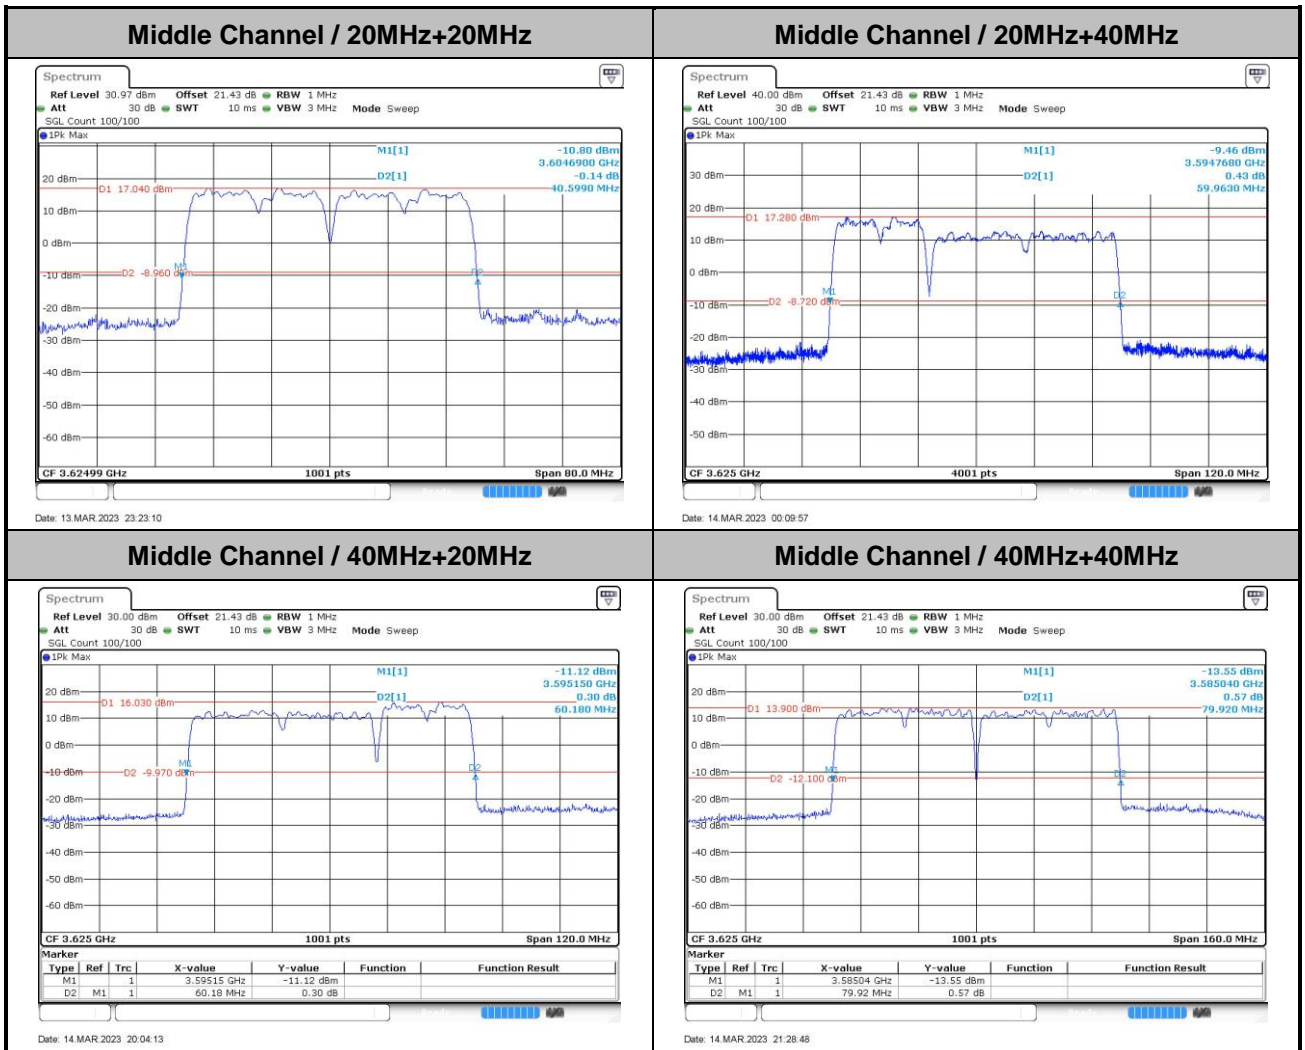 Middle Channel / 20MHz+20MHz
Spectrum
Ref Level 30.97 dBm Offset 21.43 dB RBW 1 MHz
Att 30 dB SWT 10 ms VBW 3 MHz Mode Sweep
SGL Count 100/100
1Pk Max
M1[1] -10.80 dBm
3.6046900 GHz
D2[1] -0.14 dB
40.5990 MHz
20 dBm
D1 17.040 dBm
10 dBm
0 dBm
M1
D2 -8.960 dBm
D2
-10 dBm
-20 dBm
-30 dBm
-40 dBm
-50 dBm
-60 dBm
CF 3.62499 GHz 1001 pts Span 80.0 MHz
Date: 13.MAR.2023 23:23:10
Middle Channel / 20MHz+40MHz
Spectrum
Ref Level 40.00 dBm Offset 21.43 dB RBW 1 MHz
Att 30 dB SWT 10 ms VBW 3 MHz Mode Sweep
SGL Count 100/100
1Pk Max
M1[1] -9.46 dBm
3.5947680 GHz
D2[1] 0.43 dB
59.9630 MHz
30 dBm
20 dBm
D1 17.280 dBm
10 dBm
0 dBm
M1
D2 -8.720 dBm
D2
-10 dBm
-20 dBm
-30 dBm
-40 dBm
-50 dBm
CF 3.625 GHz 4001 pts Span 120.0 MHz
Date: 14.MAR.2023 00:09:57
Middle Channel / 40MHz+20MHz
Spectrum
Ref Level 30.00 dBm Offset 21.43 dB RBW 1 MHz
Att 30 dB SWT 10 ms VBW 3 MHz Mode Sweep
SGL Count 100/100
1Pk Max
M1[1] -11.12 dBm
3.595150 GHz
D2[1] 0.30 dB
60.180 MHz
20 dBm
D1 16.030 dBm
10 dBm
0 dBm
M1
D2
-10 dBm
D2 -9.970 dBm
-20 dBm
-30 dBm
-40 dBm
-50 dBm
-60 dBm
CF 3.625 GHz 1001 pts Span 120.0 MHz
Marker
Type Ref Trc X-value Y-value Function Function Result
M1 1 3.59515 GHz -11.12 dBm
D2 M1 1 60.18 MHz 0.30 dB
Date: 14.MAR.2023 20:04:13
Middle Channel / 40MHz+40MHz
Spectrum
Ref Level 30.00 dBm Offset 21.43 dB RBW 1 MHz
Att 30 dB SWT 10 ms VBW 3 MHz Mode Sweep
SGL Count 100/100
1Pk Max
M1[1] -13.55 dBm
3.585040 GHz
D2[1] 0.57 dB
79.920 MHz
20 dBm
D1 13.900 dBm
10 dBm
0 dBm
M1
D2
-10 dBm
D2 -12.100 dBm
-20 dBm
-30 dBm
-40 dBm
-50 dBm
-60 dBm
CF 3.625 GHz 1001 pts Span 160.0 MHz
Marker
Type Ref Trc X-value Y-value Function Function Result
M1 1 3.58504 GHz -13.55 dBm
D2 M1 1 79.92 MHz 0.57 dB
Date: 14.MAR.2023 21:28:48